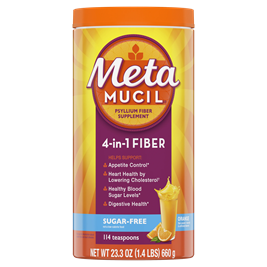 Meta
MUCIL
PSYLLIUM FIBER
SUPPLEMENT
4-in-1 FIBER
HELPS SUPPORT:
Appetite Control*
Heart Health by
Lowering Cholesterol*
Healthy Blood
Sugar Levels*
Digestive Health*
SUGAR-FREE
ORANGE
114 teaspoons
NET WT 23.3 OZ (1.4 LBS) 660 g